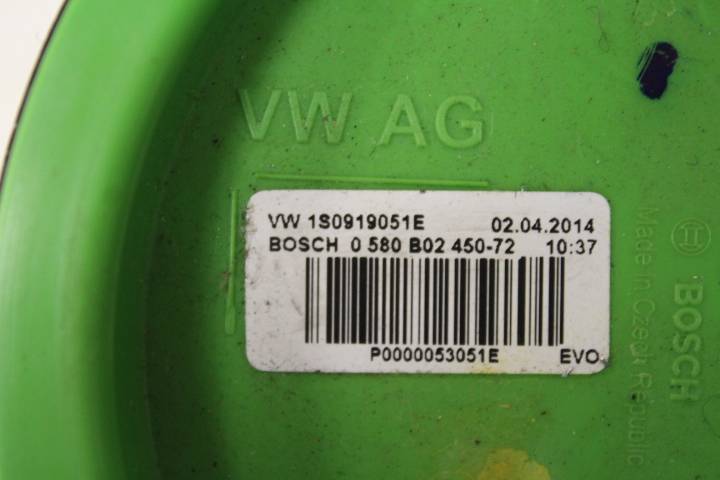 VW AG
VW 1S0919051E 02.04.2014
BOSCH 0 580 B02 450-72 10:37
P0000053051E EVO
BOSCH
Made in Czech Republic